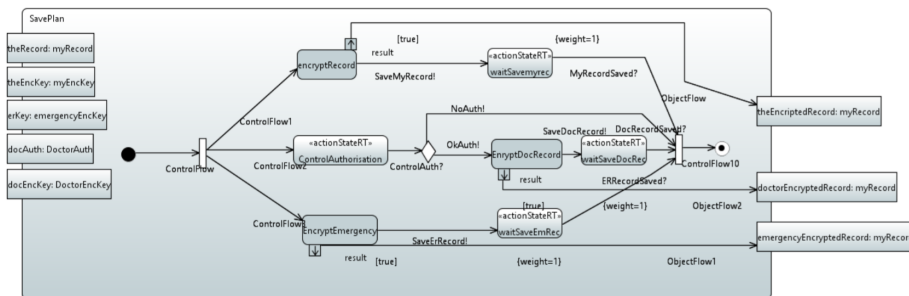 SavePlan
theRecord: myRecord
theEncKey: myEncKey
erKey: emergencyEncKey
docAuth: DoctorAuth
docEncKey: DoctorEncKey
[true]
{weight=1}
result
encryptRecord
«actionStateRT»
waitSavemyrec
SaveMyRecord!
MyRecordSaved?
ObjectFlow
theEncriptedRecord: myRecord
NoAuth!
ControlFlow1
SaveDocRecord!
DocRecordSaved?
«actionStateRT»
ControlAuthorisation
OkAuth!
EnryptDocRecord
«actionStateRT»
waitSaveDocRec
ControlFlow
ControlFlow2
ControlAuth?
ControlFlow10
result
ERRecordSaved?
doctorEncryptedRecord: myRecord
[true]
{weight=1}
ObjectFlow2
«actionStateRT»
waitSaveEmRec
EncryptEmergency
SaveErRecord!
emergencyEncryptedRecord: myRecor
result
[true]
{weight=1}
ObjectFlow1